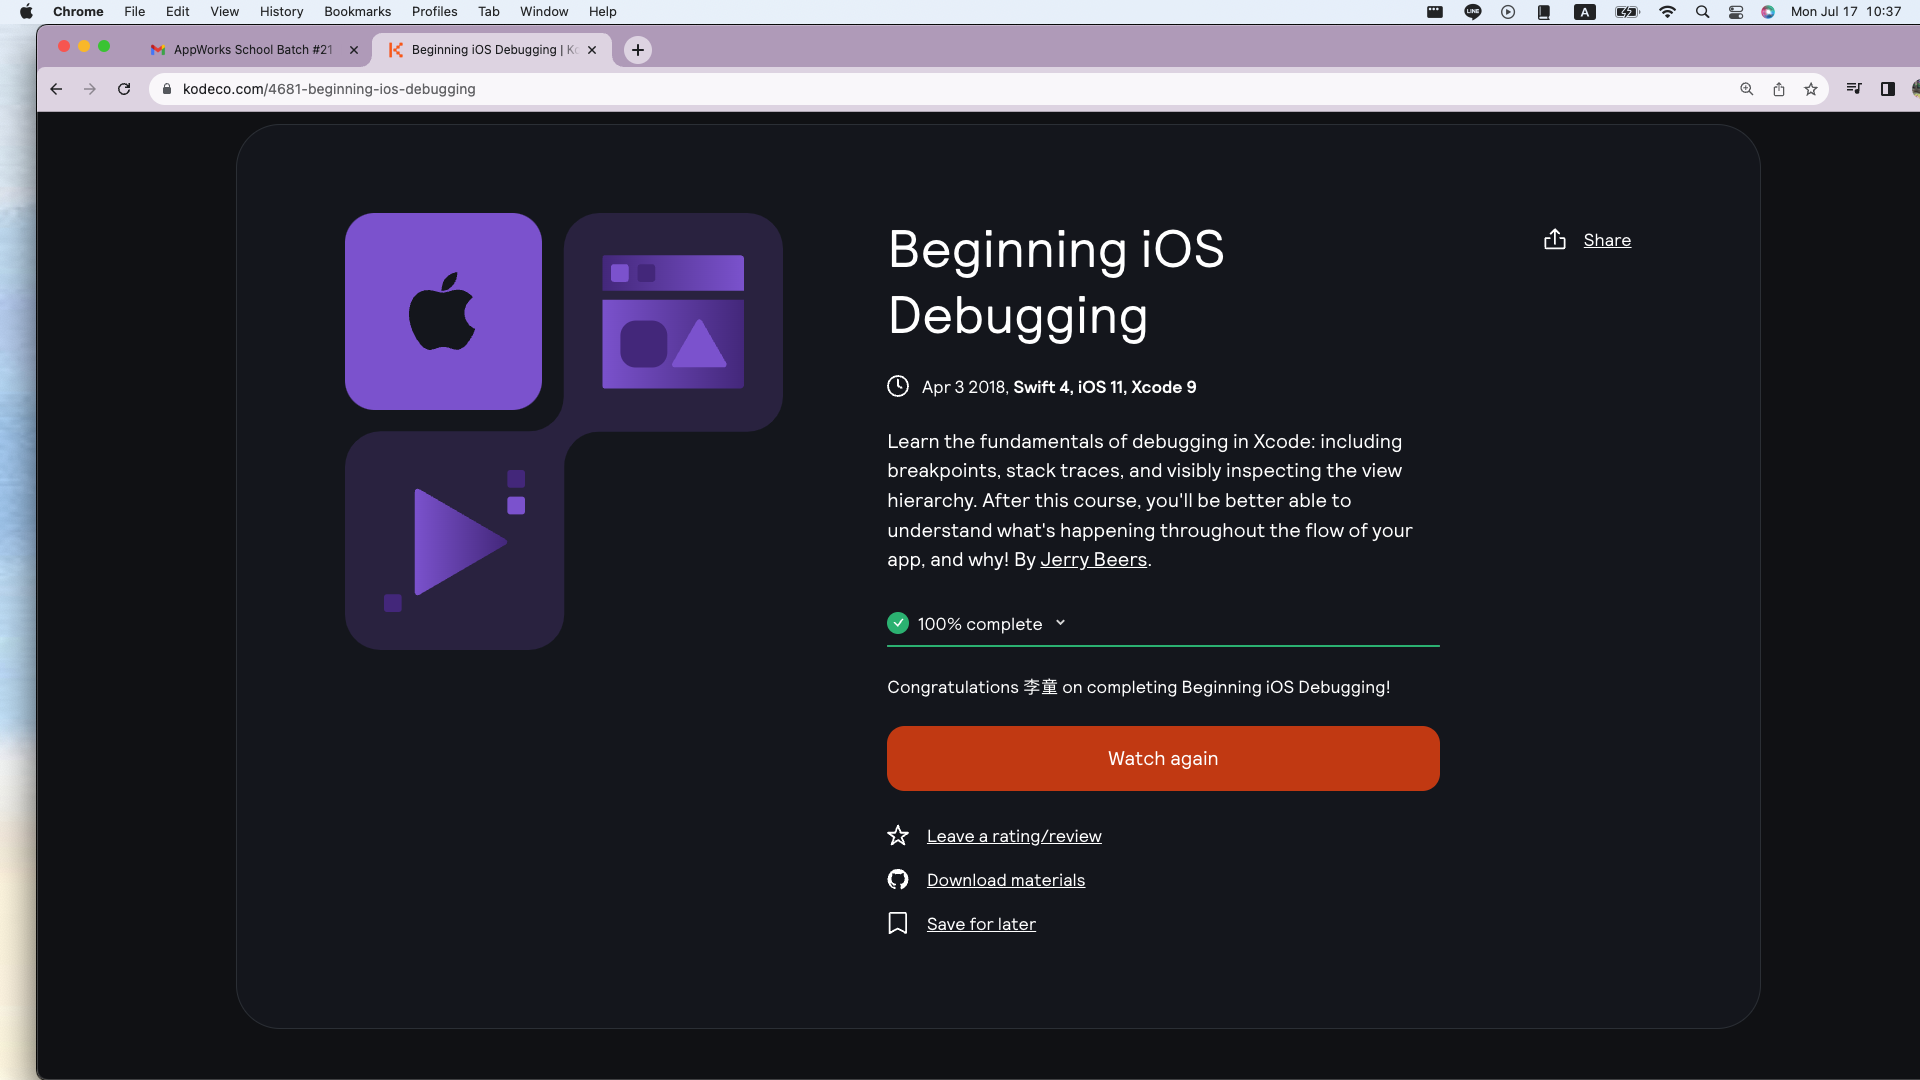 Chrome File Edit View History Bookmarks Profiles Tab Window Help
LINE
A
Mon Jul 17 10:37
AppWorks School Batch #21
Beginning iOS Debugging | Ko
kodeco.com/4681-beginning-ios-debugging
Beginning iOS
Debugging
Share
Apr 3 2018, Swift 4, iOS 11, Xcode 9
Learn the fundamentals of debugging in Xcode: including
breakpoints, stack traces, and visibly inspecting the view
hierarchy. After this course, you'll be better able to
understand what's happening throughout the flow of your
app, and why! By Jerry Beers.
100% complete
Congratulations 李童 on completing Beginning iOS Debugging!
Watch again
Leave a rating/review
Download materials
Save for later